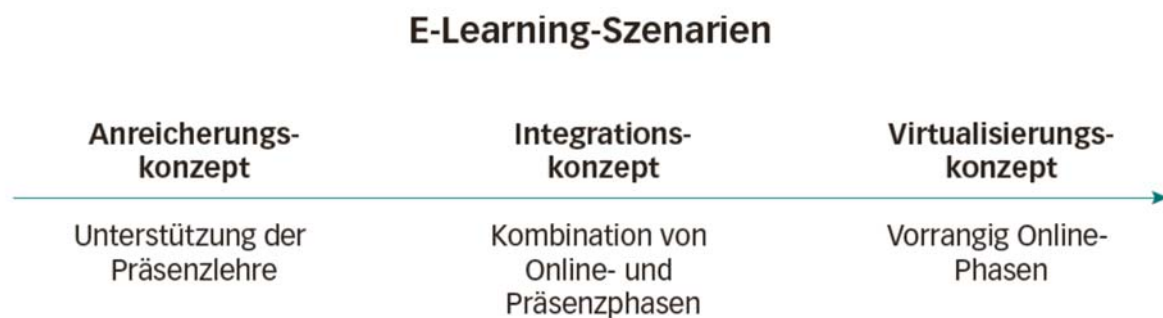 E-Learning-Szenarien
Anreicherungs-
konzept
Integrations-
konzept
Virtualisierungs-
konzept
Unterstützung der
Präsenzlehre
Kombination von
Online- und
Präsenzphasen
Vorrangig Online-
Phasen